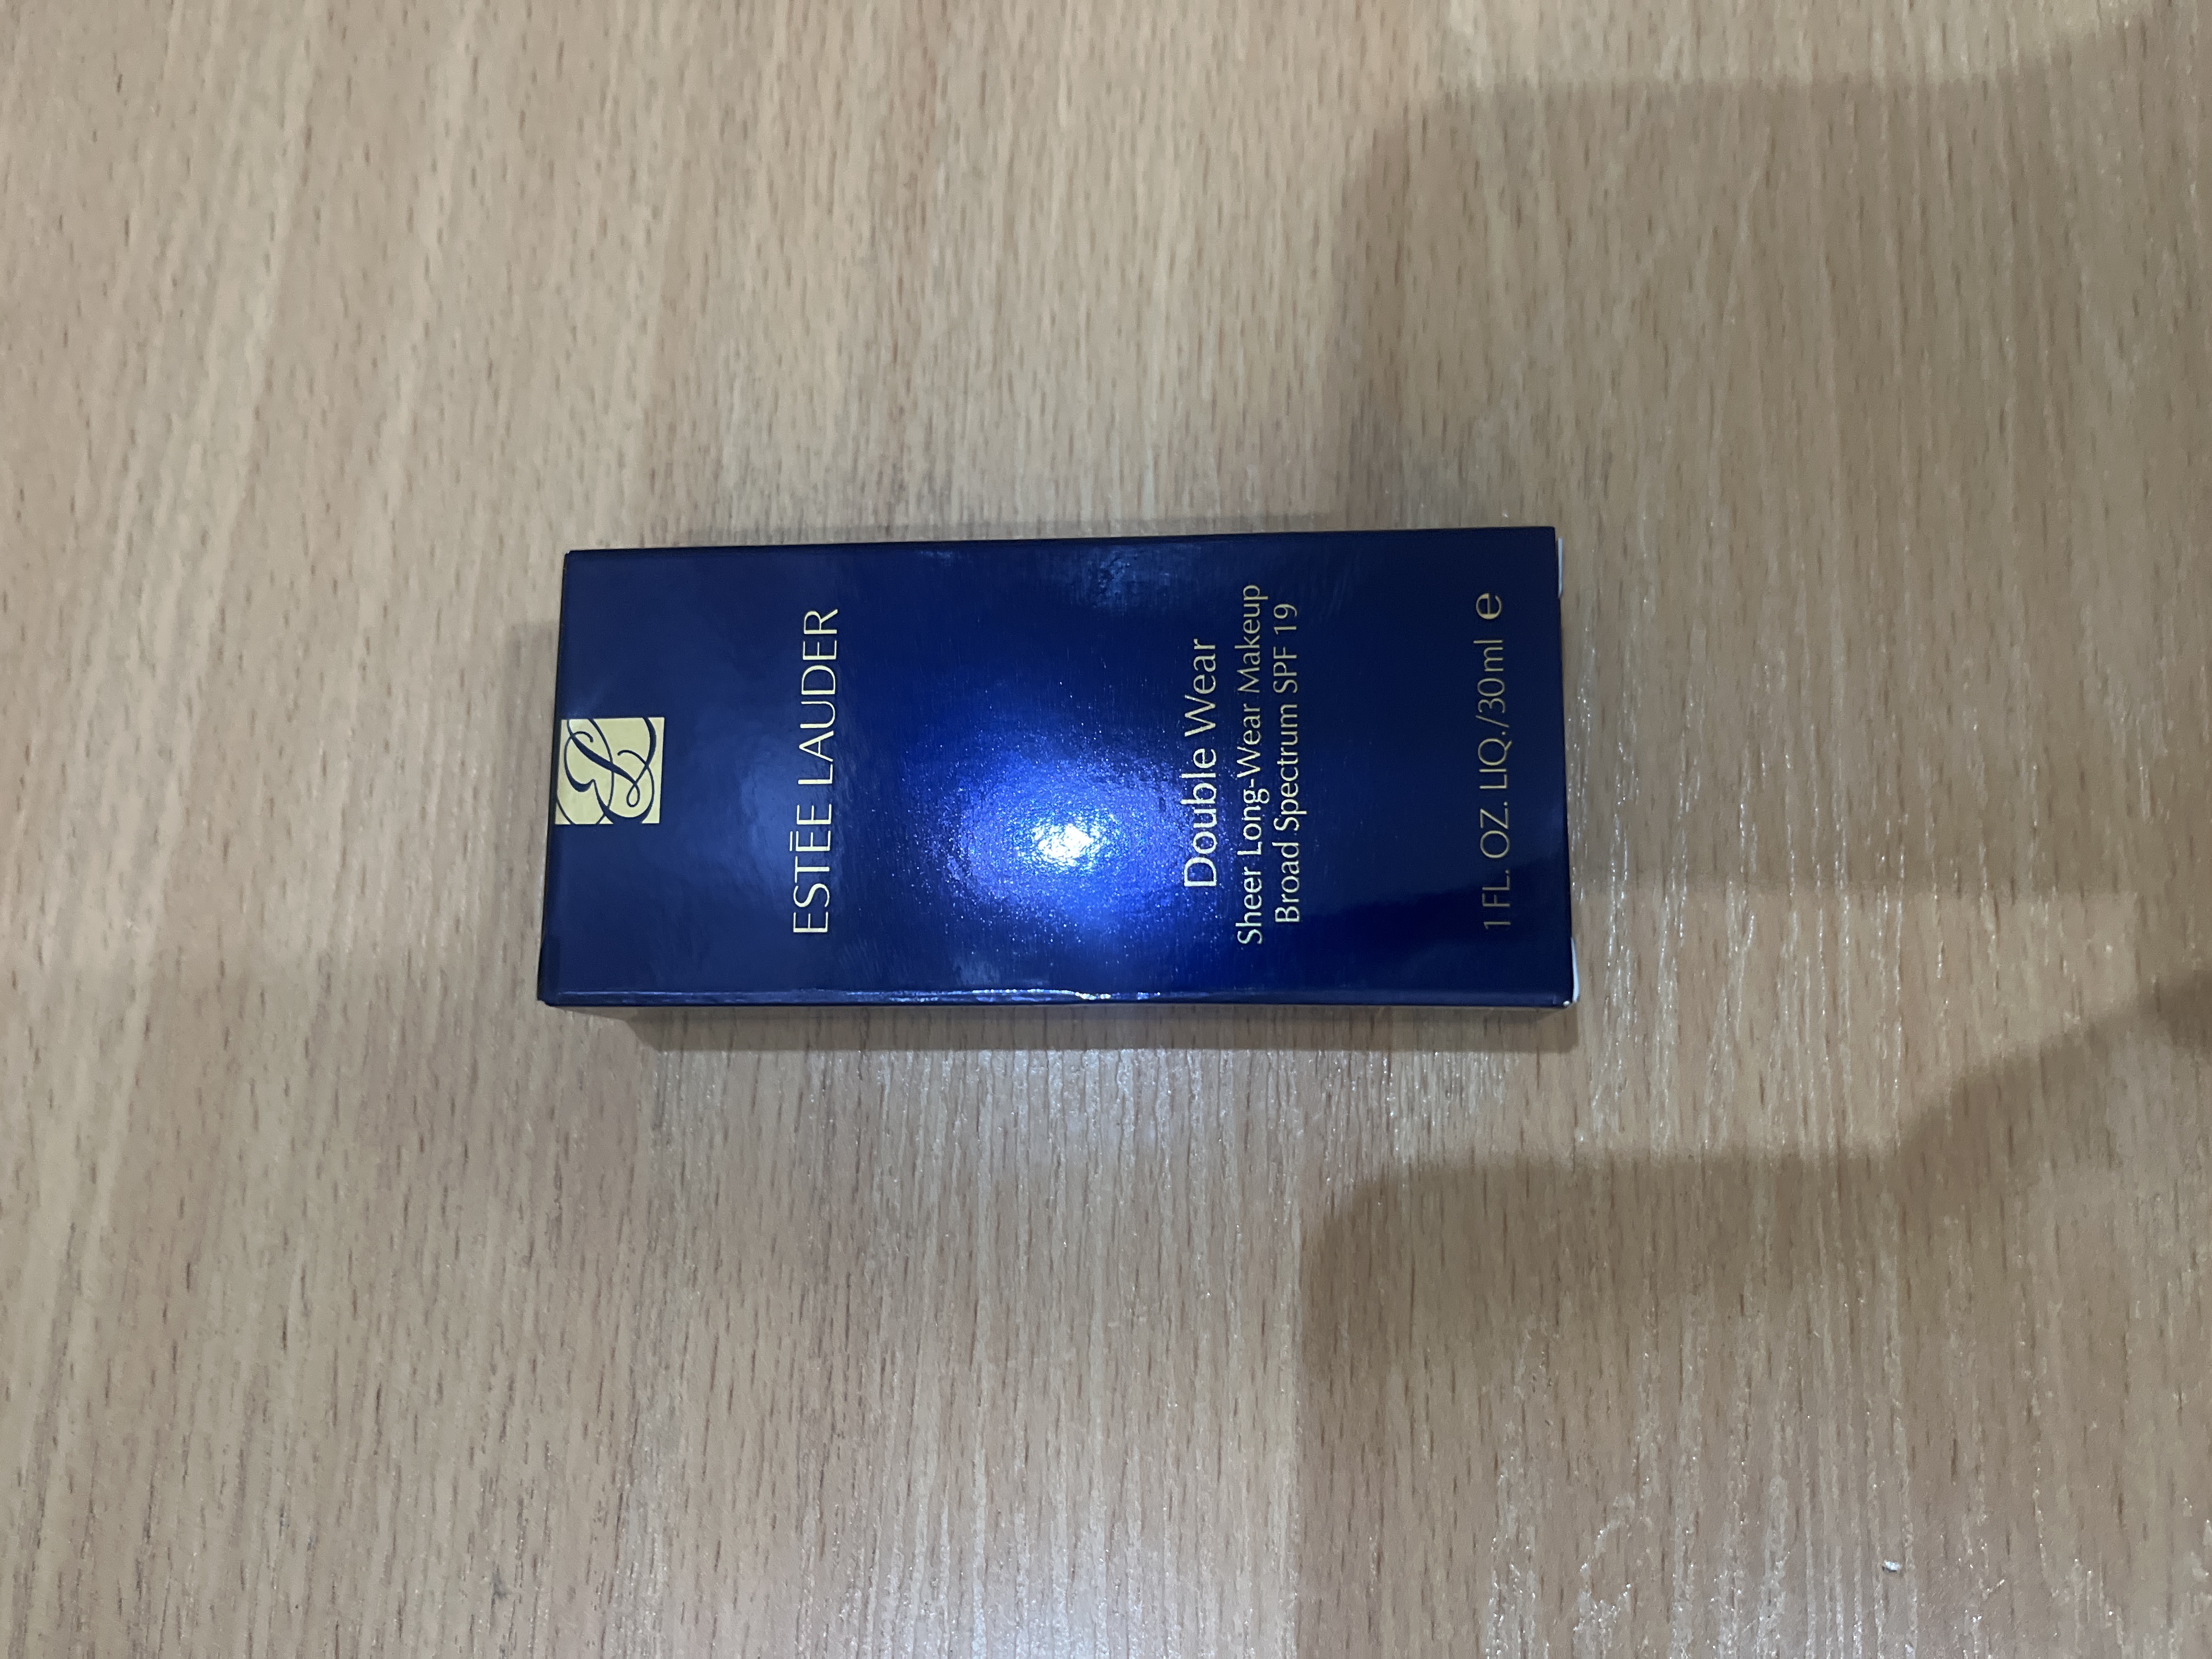 ESTĒE LAUDER
Double Wear
Sheer Long-Wear Makeup
Broad Spectrum SPF 19
1 FL. OZ. LIQ./30ml ℮